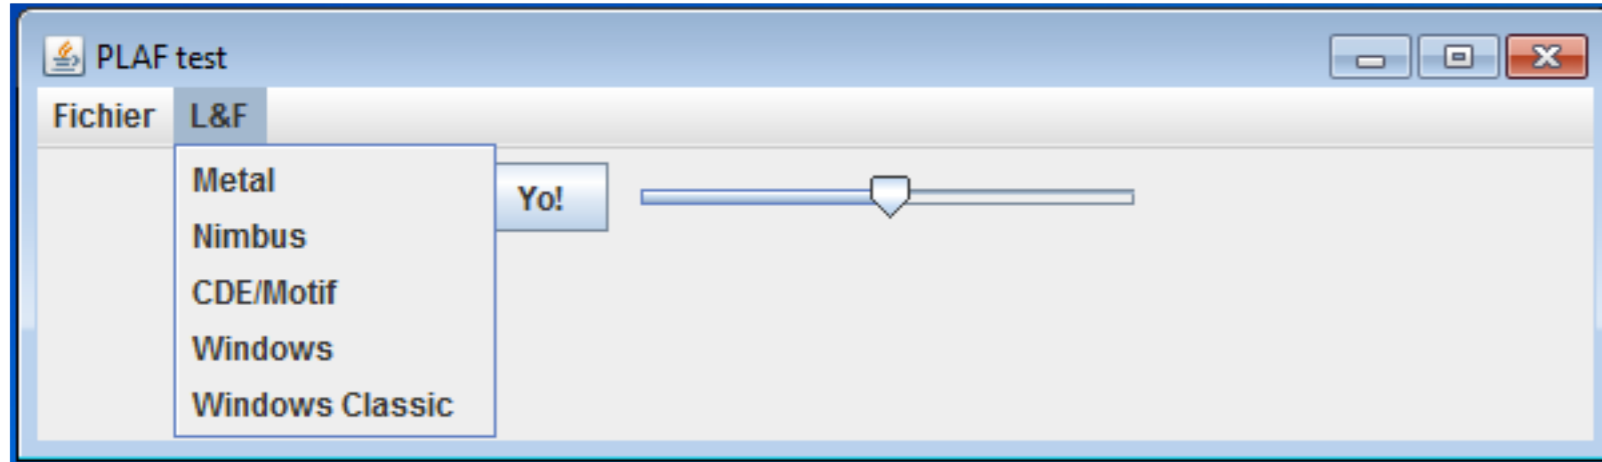 PLAF test
Fichier L&F
Metal
Yo!
Nimbus
CDE/Motif
Windows
Windows Classic